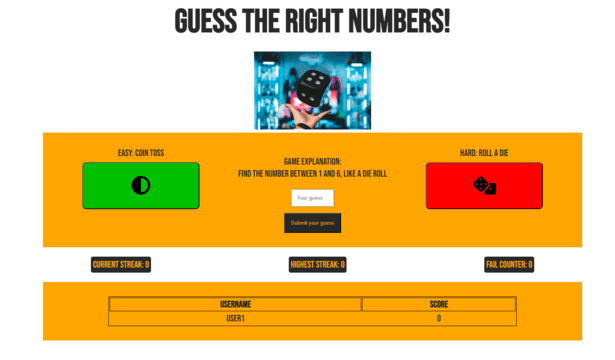 GUESS THE RIGHT NUMBERS!
EASY: COIN TOSS
GAME EXPLANATION:
FIND THE NUMBER BETWEEN 1 AND 6, LIKE A DIE ROLL
Your guess
Submit your guess
HARD: ROLL A DIE
CURRENT STREAK: 0
HIGHEST STREAK: 0
FAIL COUNTER: 0
USERNAME SCORE
USER1 0